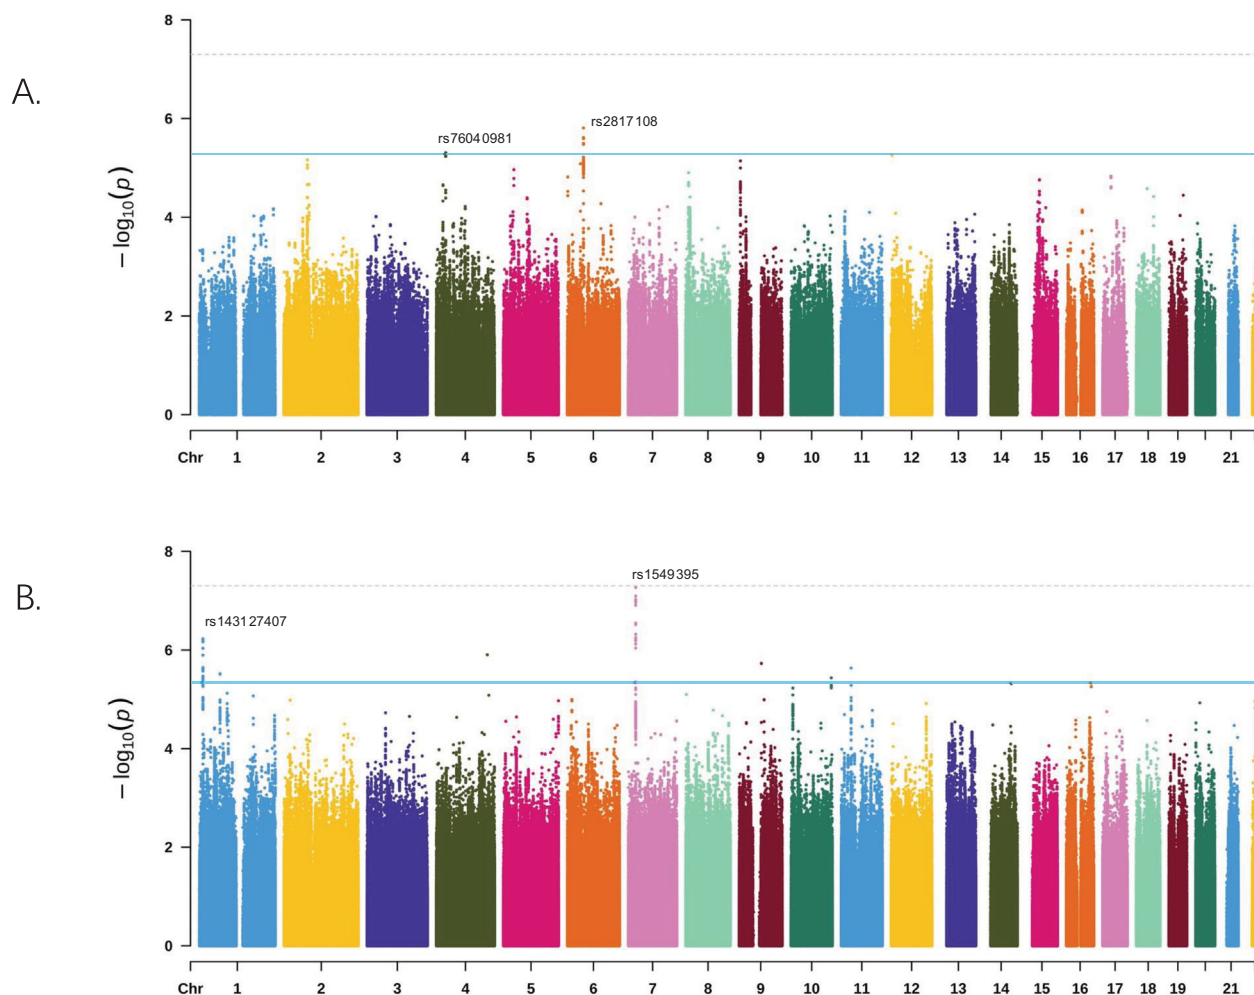 A.
8
6
4
2
0
− log10(p)
rs76040981
rs2817108
Chr 1 2 3 4 5 6 7 8 9 10 11 12 13 14 15 16 17 18 19 21
B.
8
6
4
2
0
− log10(p)
rs143127407
rs1549395
Chr 1 2 3 4 5 6 7 8 9 10 11 12 13 14 15 16 17 18 19 21